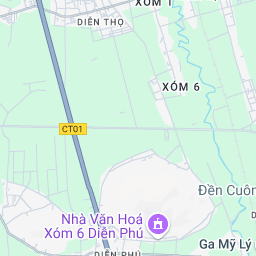 XÓM 1
DIỄN THỌ
XÓM 6
CT01
Đền Cuôn
Nhà Văn Hoá
Xóm 6 Diễn Phú
Ga Mỹ Lý
DIỄN PHÚ